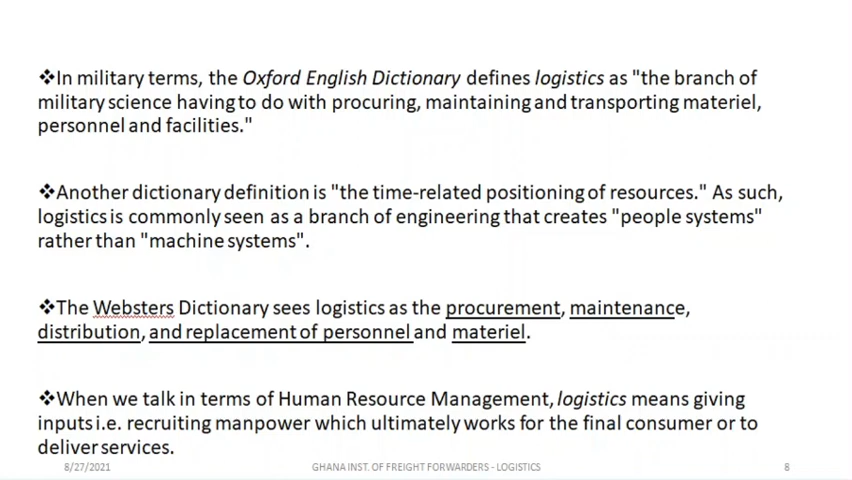 ❖In military terms, the Oxford English Dictionary defines logistics as "the branch of
military science having to do with procuring, maintaining and transporting materiel,
personnel and facilities."
❖Another dictionary definition is "the time-related positioning of resources." As such,
logistics is commonly seen as a branch of engineering that creates "people systems"
rather than "machine systems".
❖The Websters Dictionary sees logistics as the procurement, maintenance,
distribution, and replacement of personnel and materiel.
❖When we talk in terms of Human Resource Management, logistics means giving
inputs i.e. recruiting manpower which ultimately works for the final consumer or to
deliver services.
8/27/2021 GHANA INST. OF FREIGHT FORWARDERS - LOGISTICS 8